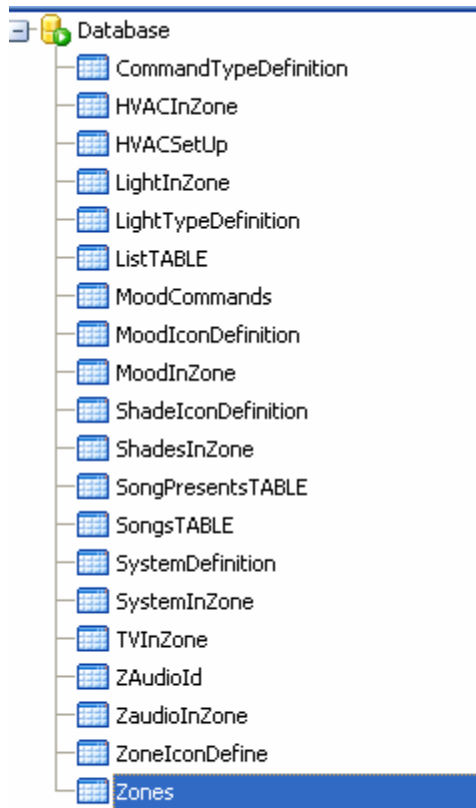 Database
CommandTypeDefinition
HVACInZone
HVACSetUp
LightInZone
LightTypeDefinition
ListTABLE
MoodCommands
MoodIconDefinition
MoodInZone
ShadeIconDefinition
ShadesInZone
SongPresentsTABLE
SongsTABLE
SystemDefinition
SystemInZone
TVInZone
ZAudioId
ZaudioInZone
ZoneIconDefine
Zones